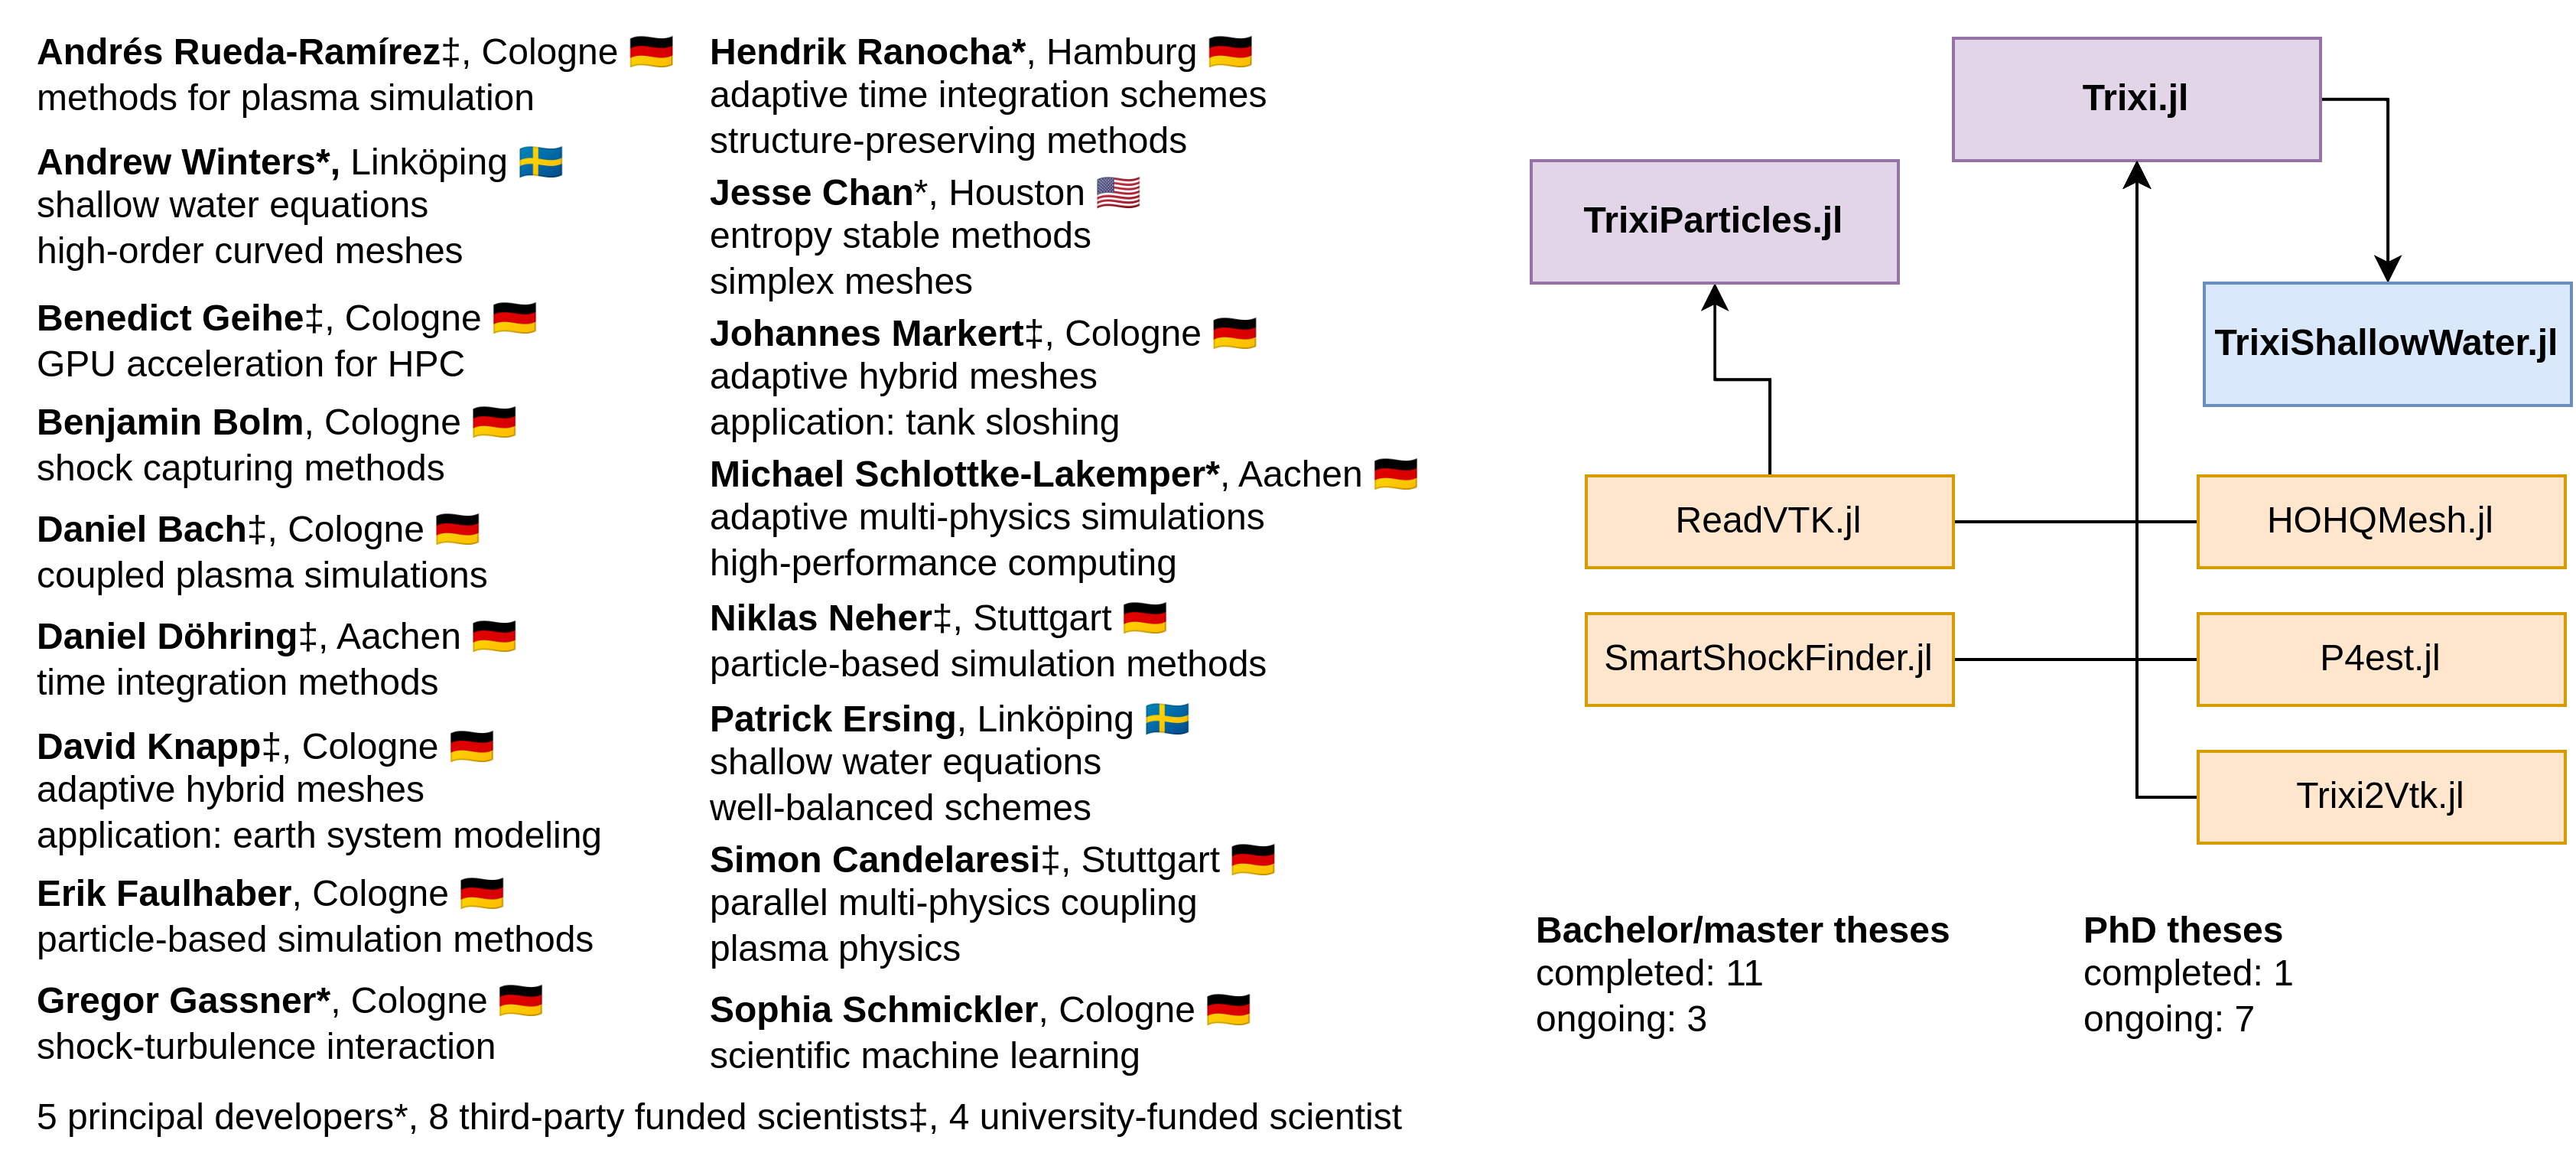 Andrés Rueda-Ramírez‡, Cologne 🇩🇪
methods for plasma simulation
Andrew Winters*, Linköping 🇸🇪
shallow water equations
high-order curved meshes
Benedict Geihe‡, Cologne 🇩🇪
GPU acceleration for HPC
Benjamin Bolm, Cologne 🇩🇪
shock capturing methods
Daniel Bach‡, Cologne 🇩🇪
coupled plasma simulations
Daniel Döhring‡, Aachen 🇩🇪
time integration methods
David Knapp‡, Cologne 🇩🇪
adaptive hybrid meshes
application: earth system modeling
Erik Faulhaber, Cologne 🇩🇪
particle-based simulation methods
Gregor Gassner*, Cologne 🇩🇪
shock-turbulence interaction
Hendrik Ranocha*, Hamburg 🇩🇪
adaptive time integration schemes
structure-preserving methods
Jesse Chan*, Houston 🇺🇸
entropy stable methods
simplex meshes
Johannes Markert‡, Cologne 🇩🇪
adaptive hybrid meshes
application: tank sloshing
Michael Schlottke-Lakemper*, Aachen 🇩🇪
adaptive multi-physics simulations
high-performance computing
Niklas Neher‡, Stuttgart 🇩🇪
particle-based simulation methods
Patrick Ersing, Linköping 🇸🇪
shallow water equations
well-balanced schemes
Simon Candelaresi‡, Stuttgart 🇩🇪
parallel multi-physics coupling
plasma physics
Sophia Schmickler, Cologne 🇩🇪
scientific machine learning
5 principal developers*, 8 third-party funded scientists‡, 4 university-funded scientist
Trixi.jl
TrixiParticles.jl
TrixiShallowWater.jl
ReadVTK.jl
HOHQMesh.jl
SmartShockFinder.jl
P4est.jl
Trixi2Vtk.jl
Bachelor/master theses
completed: 11
ongoing: 3
PhD theses
completed: 1
ongoing: 7